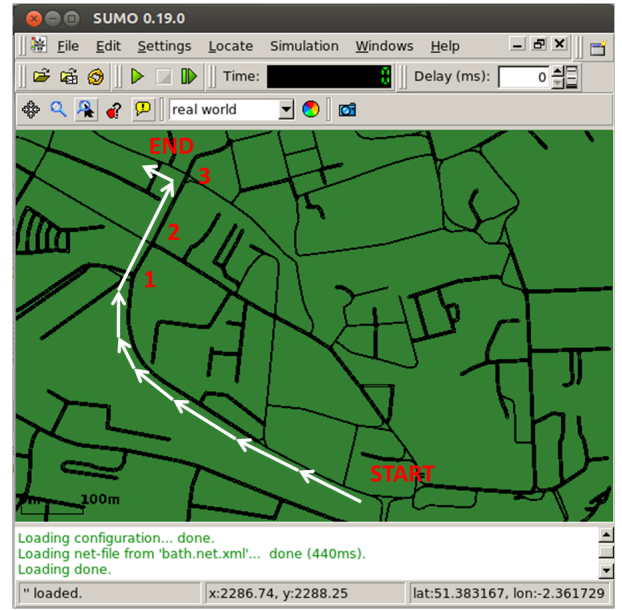 SUMO 0.19.0
File Edit Settings Locate Simulation Windows Help
Time: Delay (ms): 0
real world
END
3
2
1
START
100m
Loading configuration... done.
Loading net-file from 'bath.net.xml'... done (440ms).
Loading done.
'' loaded. x:2286.74, y:2288.25 lat:51.383167, lon:-2.361729